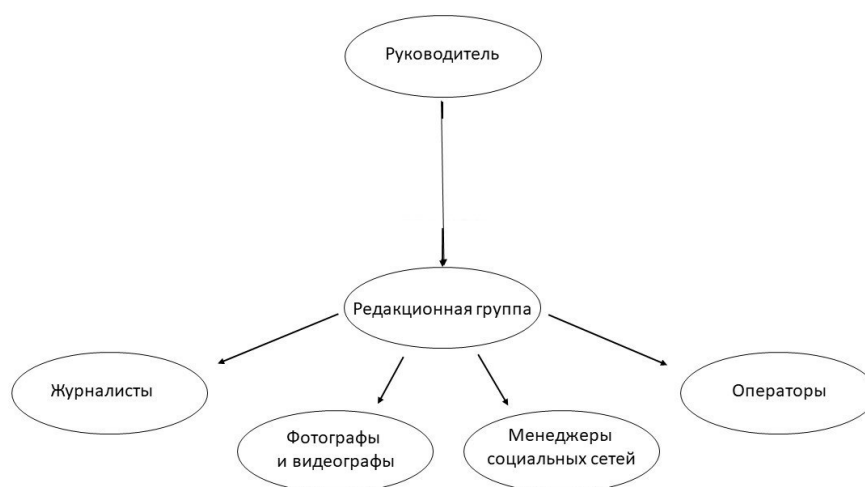 Руководитель
Редакционная группа
Журналисты
Операторы
Фотографы
и видеографы
Менеджеры
социальных сетей